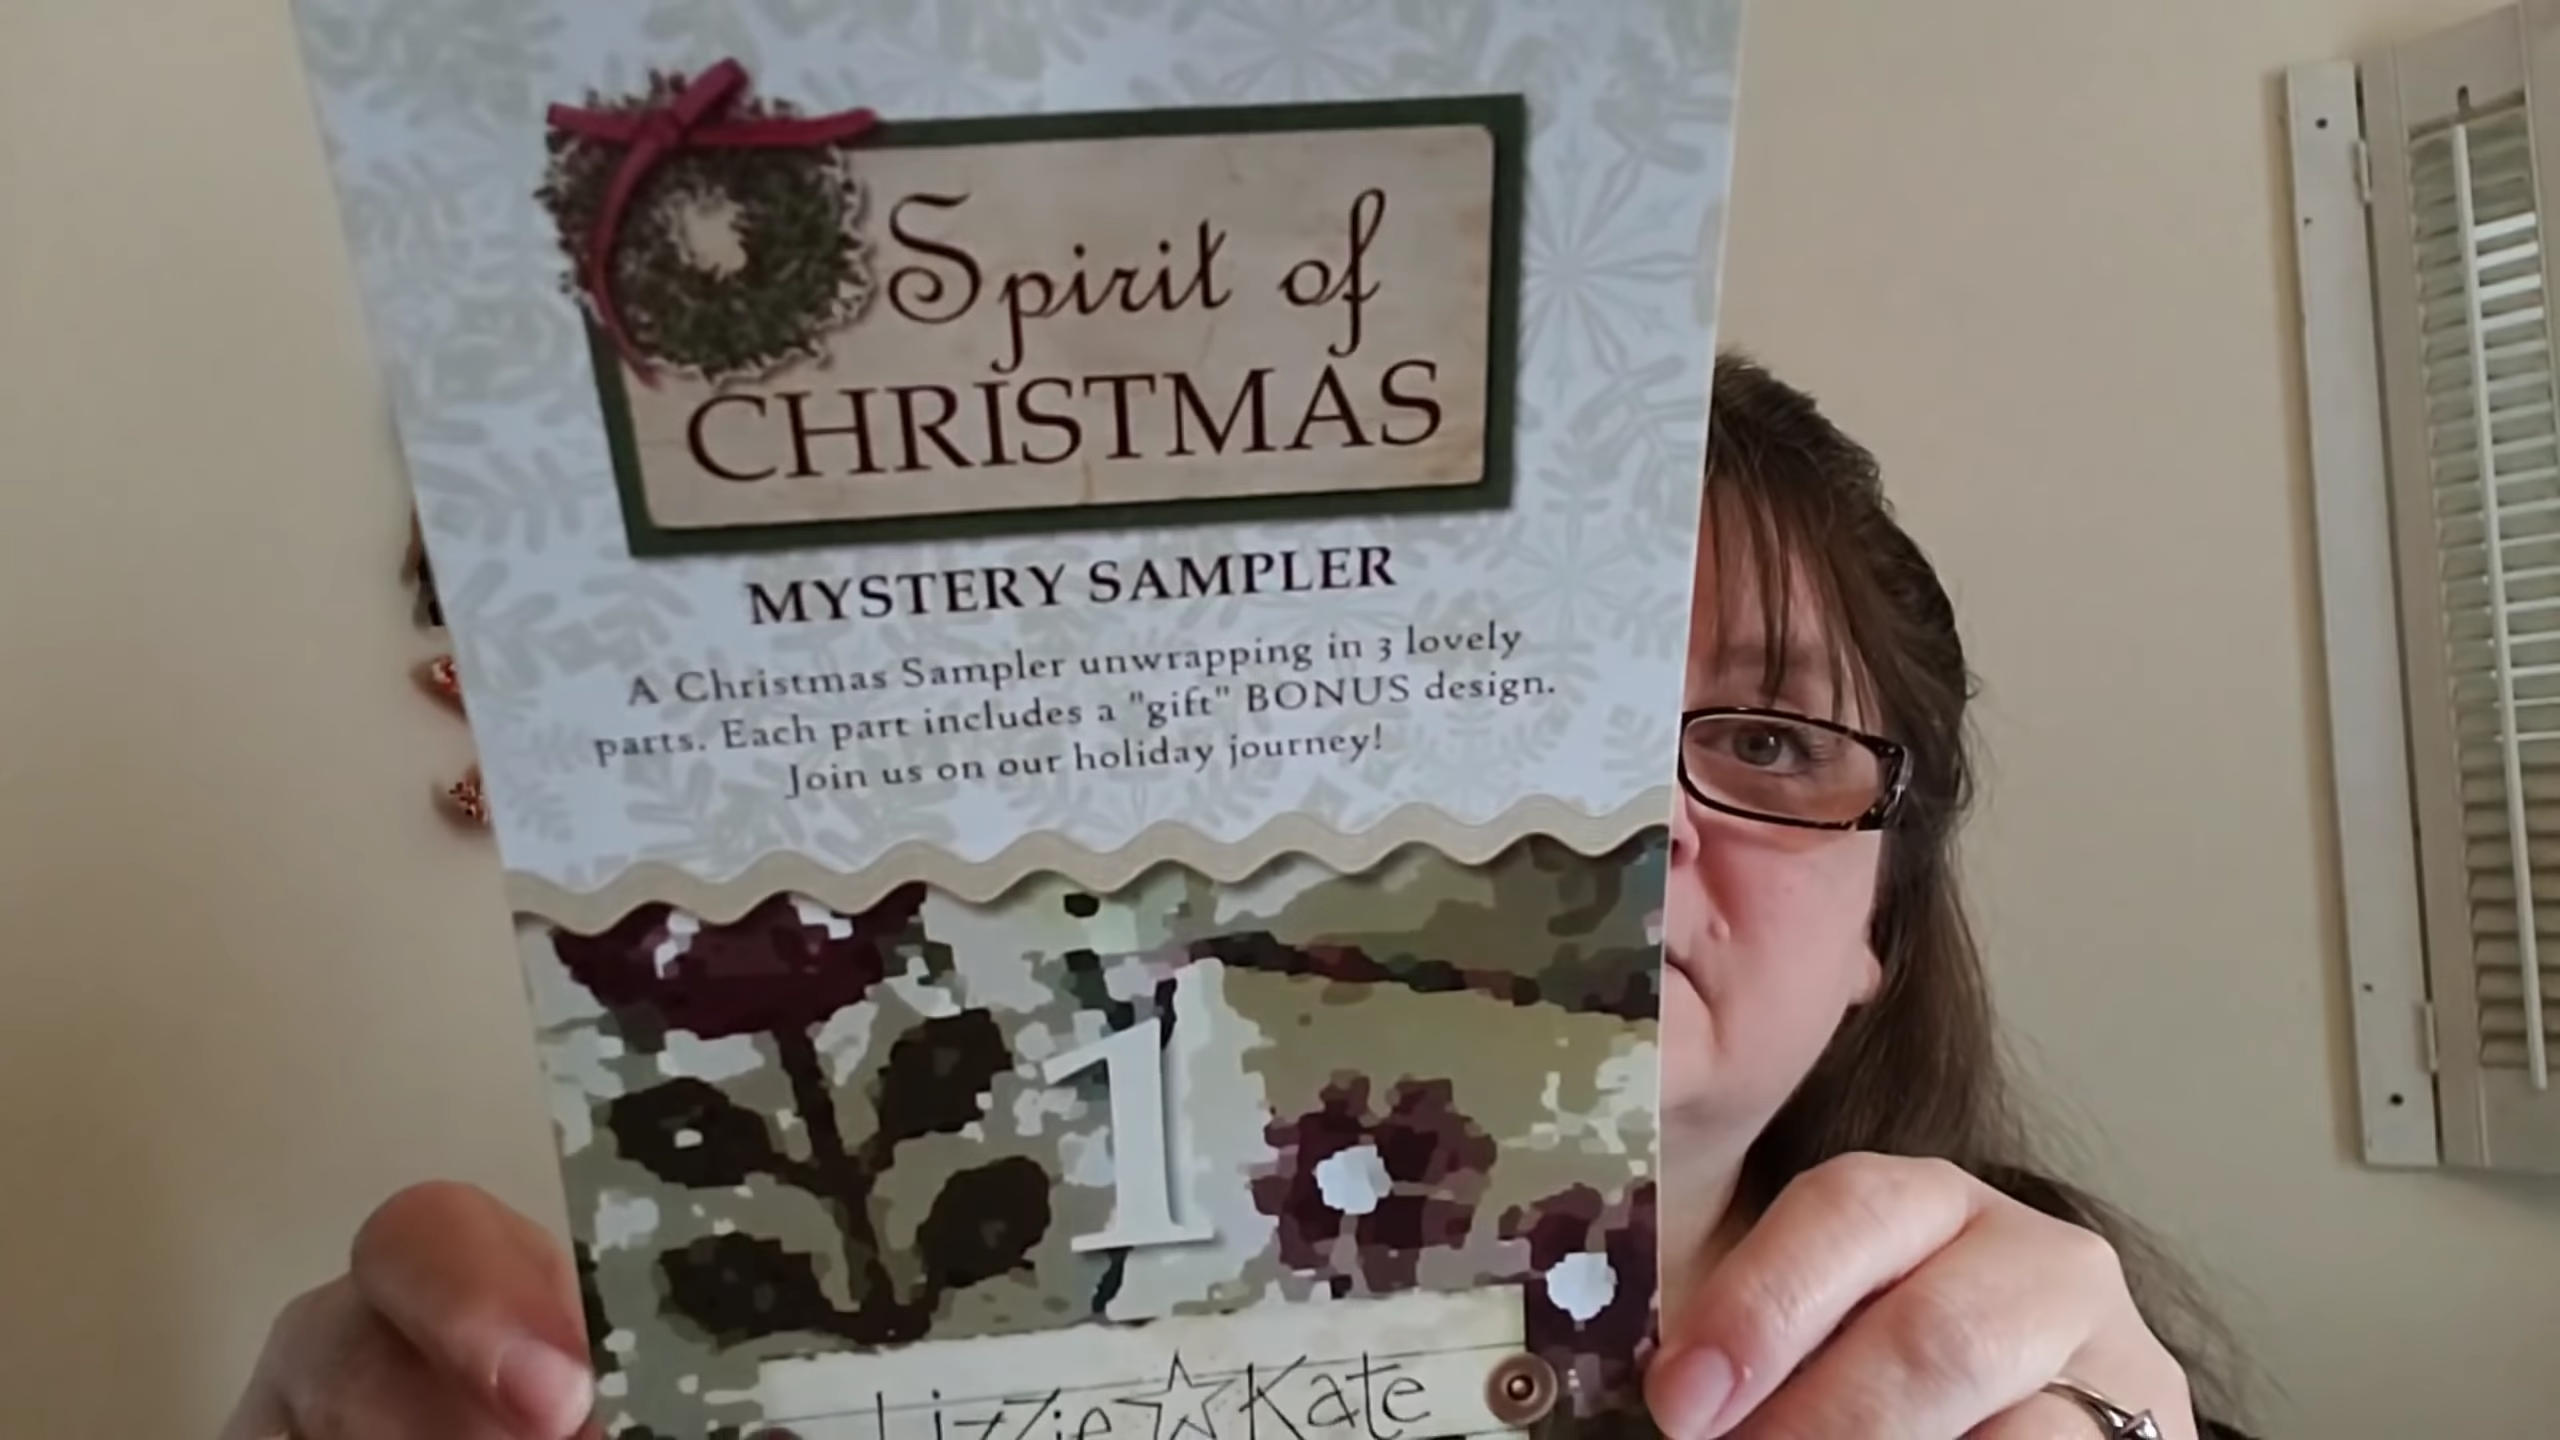 Spirit of
CHRISTMAS
MYSTERY SAMPLER
A Christmas Sampler unwrapping in 3 lovely
parts. Each part includes a "gift" BONUS design.
Join us on our holiday journey!
1
Lizzie Kate